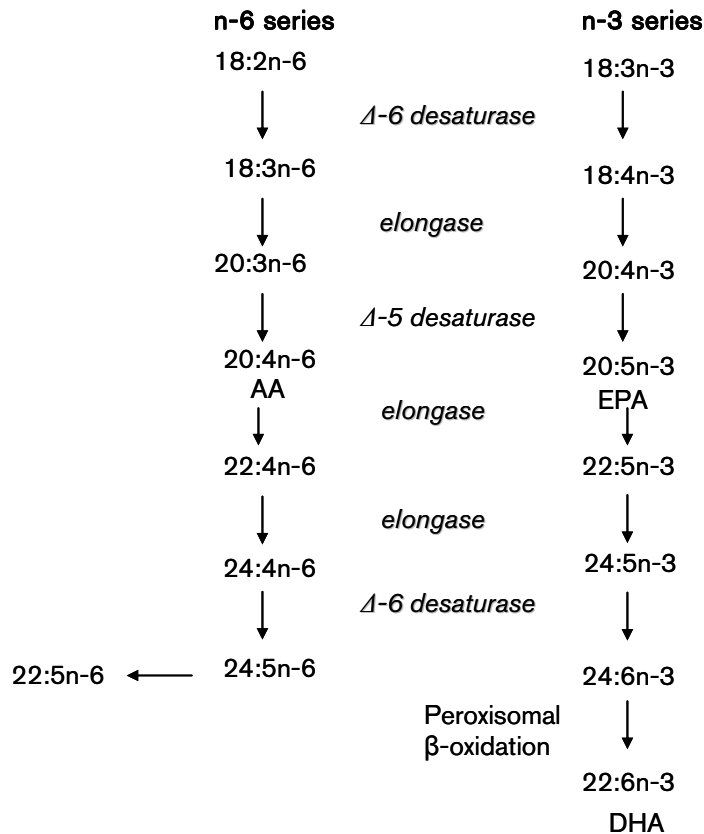 n-6 series n-3 series
18:2n-6 18:3n-3
Δ-6 desaturase
18:3n-6 18:4n-3
elongase
20:3n-6 20:4n-3
Δ-5 desaturase
20:4n-6 20:5n-3
AA EPA
elongase
22:4n-6 22:5n-3
elongase
24:4n-6 24:5n-3
Δ-6 desaturase
22:5n-6 24:5n-6 24:6n-3
Peroxisomal
β-oxidation
22:6n-3
DHA